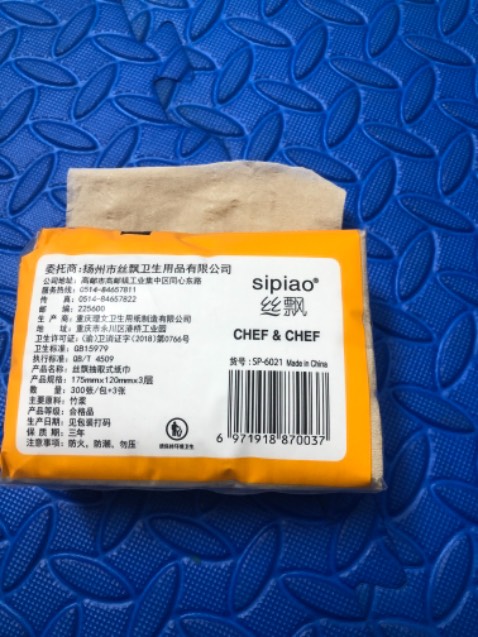 委托商:扬州市丝飘卫生用品有限公司
公司地址:高邮市高邮镇工业集中区同心东路
服务热线:0514-84657811
传 真:0514-84657822
邮 编:225600
生 产 商:重庆理文卫生用纸制造有限公司
地 址:重庆市永川区港桥工业园
卫生许可证:(渝)卫消证字(2018)第0766号
卫生标准:GB15979
执行标准:GB/T 4509
产品名称:丝飘抽取式纸巾
产品规格:175mm×120mm×3层
数 量:300张/包+3张
主要原料:竹浆
产品等级:合格品
生产日期:见包装打码
保 质 期:三年
注意事项:防火、防潮、勿压
sipiao®
丝飘
CHEF & CHEF
货号:SP-6021 Made in China
6 971918 870037